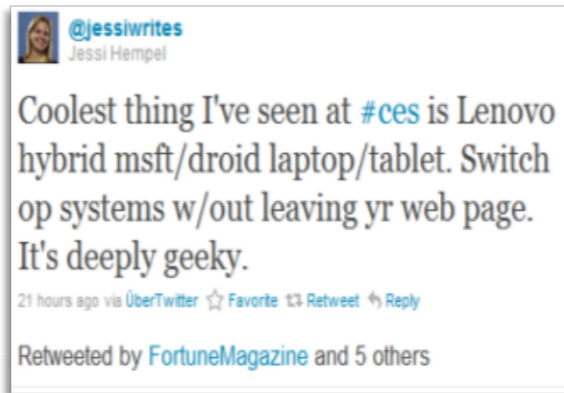 @jessiwrites
Jessi Hempel
Coolest thing I've seen at #ces is Lenovo
hybrid msft/droid laptop/tablet. Switch
op systems w/out leaving yr web page.
It's deeply geeky.
21 hours ago via ÜberTwitter Favorite Retweet Reply
Retweeted by FortuneMagazine and 5 others